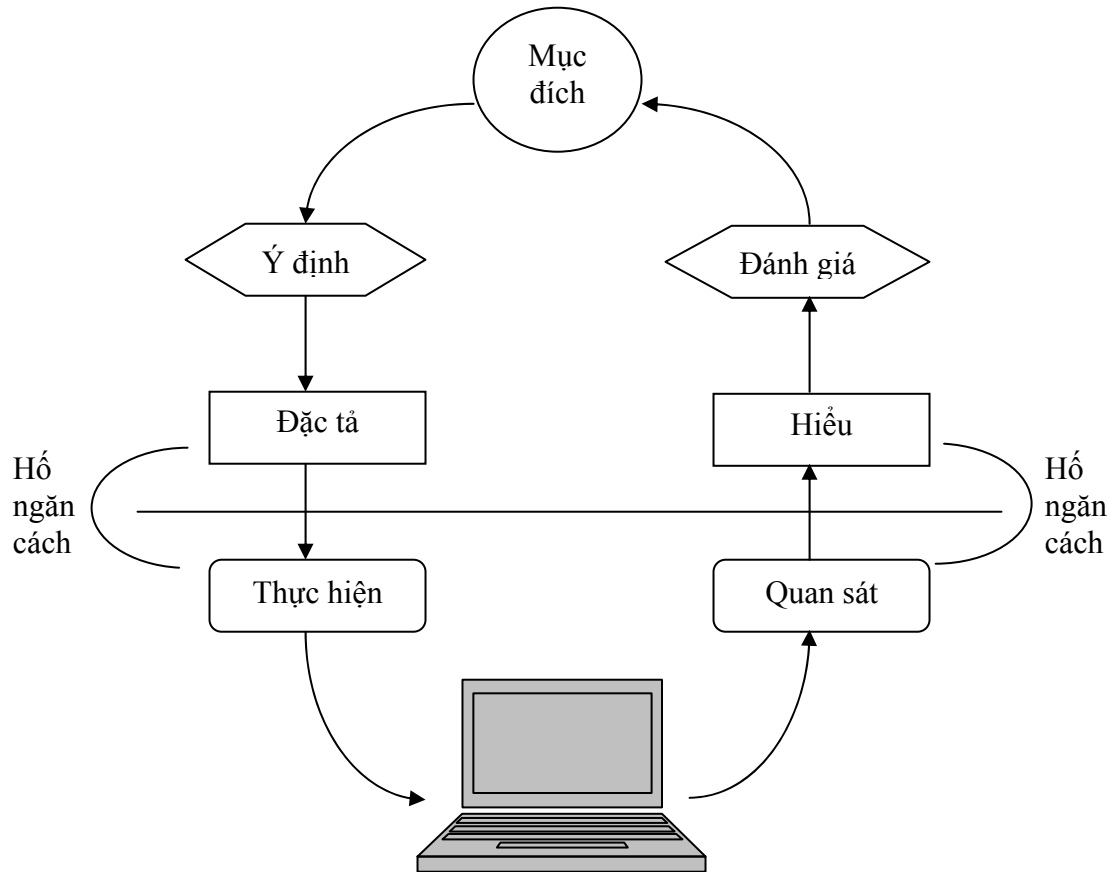 Mục
đích
Ý định
Đánh giá
Đặc tả
Hiểu
Hố
ngăn
cách
Hố
ngăn
cách
Thực hiện
Quan sát